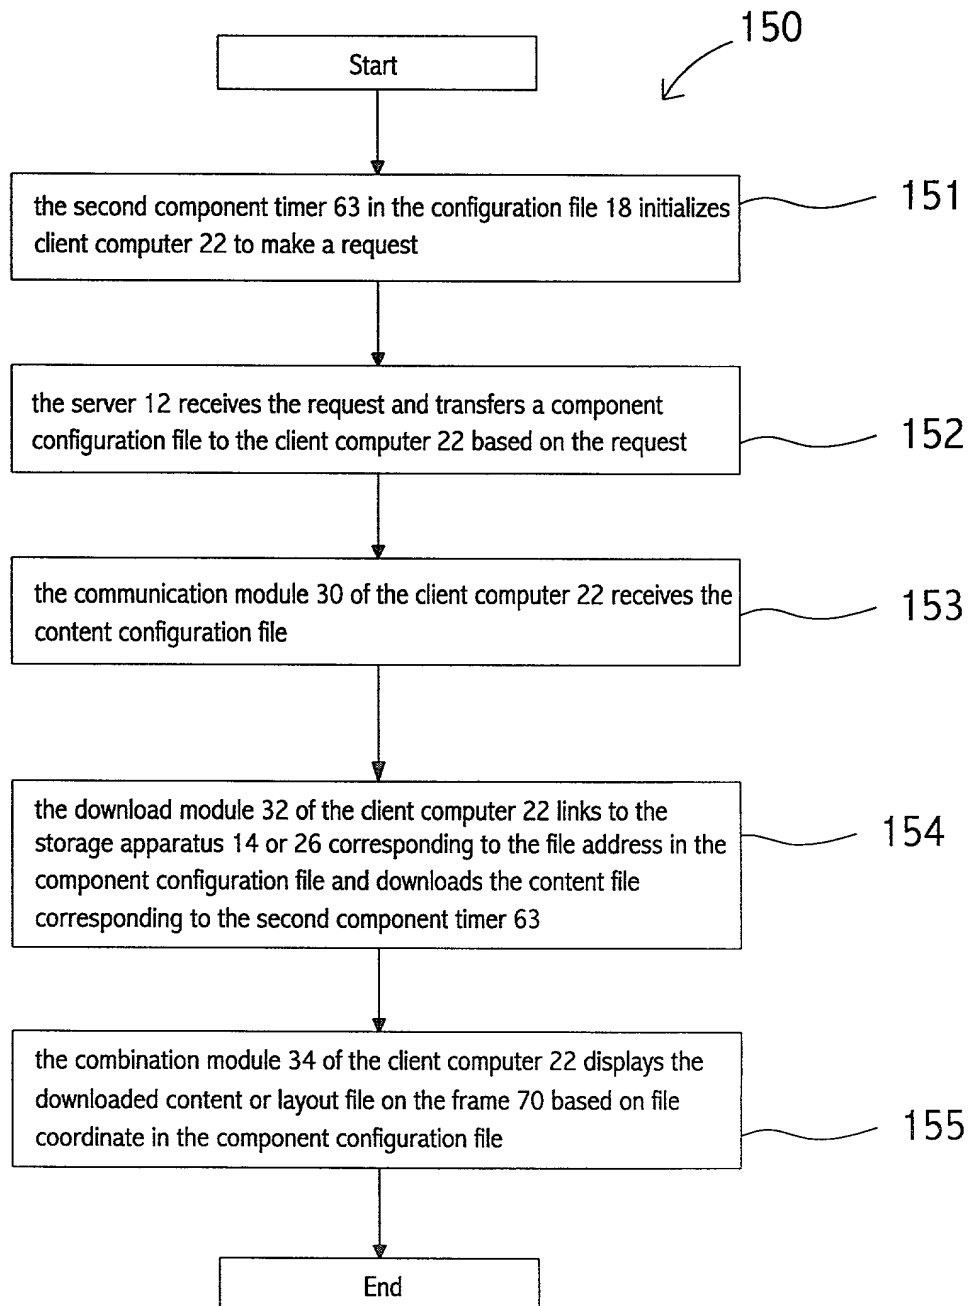 150
Start
the second component timer 63 in the configuration file 18 initializes
client computer 22 to make a request
151
the server 12 receives the request and transfers a component
configuration file to the client computer 22 based on the request
152
the communication module 30 of the client computer 22 receives the
content configuration file
153
the download module 32 of the client computer 22 links to the
storage apparatus 14 or 26 corresponding to the file address in the
component configuration file and downloads the content file
corresponding to the second component timer 63
154
the combination module 34 of the client computer 22 displays the
downloaded content or layout file on the frame 70 based on file
coordinate in the component configuration file
155
End